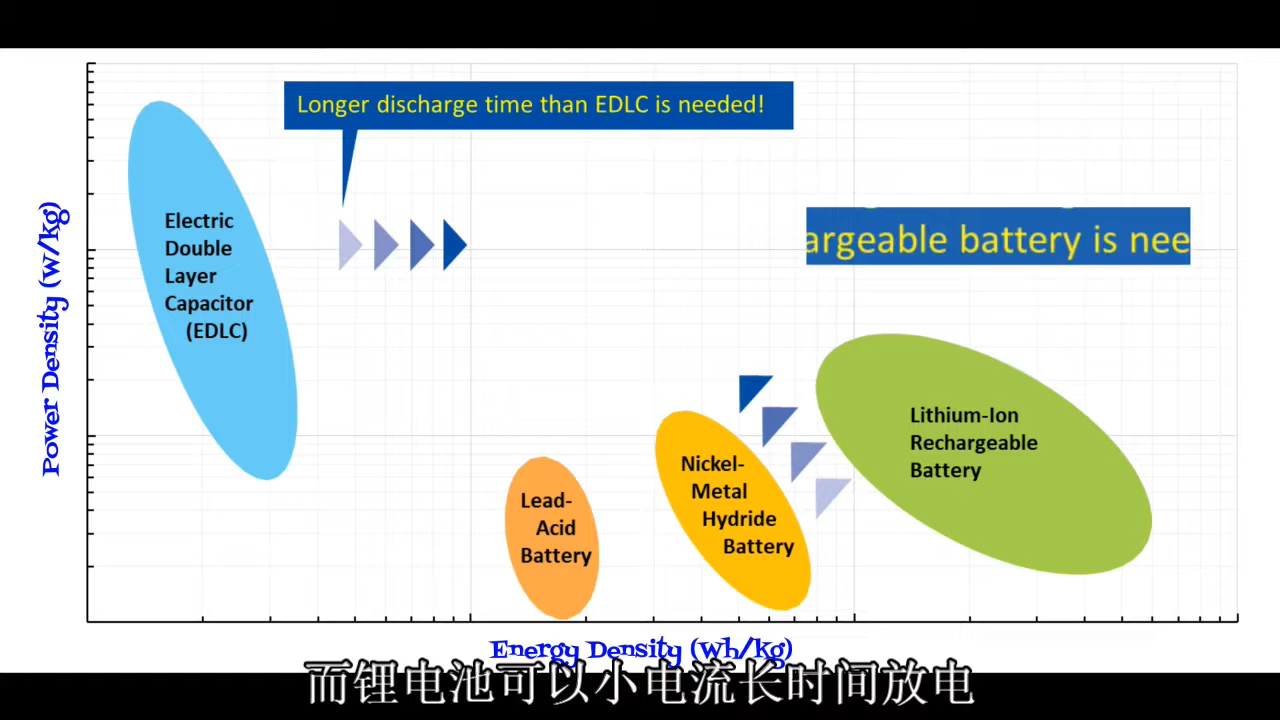 Longer discharge time than EDLC is needed!
Electric
Double
Layer
Capacitor
(EDLC)
argeable battery is nee
Power Density (w/kg)
Lithium-Ion
Rechargeable
Battery
Nickel-
Metal
Hydride
Battery
Lead-
Acid
Battery
Energy Density (Wh/kg)
而锂电池可以小电流长时间放电